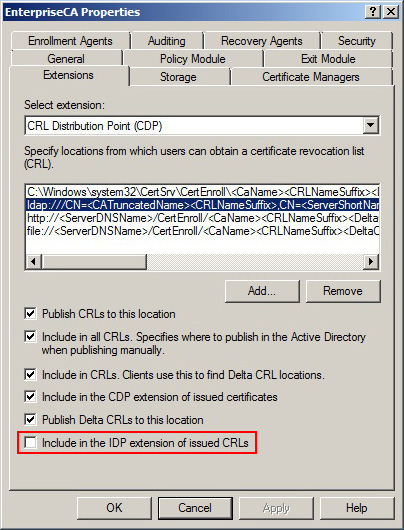 EnterpriseCA Properties
Enrollment Agents Auditing Recovery Agents Security
General Policy Module Exit Module
Extensions Storage Certificate Managers
Select extension:
CRL Distribution Point (CDP)
Specify locations from which users can obtain a certificate revocation
list (CRL).
C:\Windows\system32\CertSrv\CertEnroll\<CaName><CRLNameSuffix><D
ldap:///CN=<CATruncatedName><CRLNameSuffix>,CN=<ServerShortName
http://<ServerDNSName>/CertEnroll/<CaName><CRLNameSuffix><Delta
file://<ServerDNSName>/CertEnroll/<CaName><CRLNameSuffix><DeltaC
Add... Remove
Publish CRLs to this location
Include in all CRLs. Specifies where to publish in the Active Directory
when publishing manually.
Include in CRLs. Clients use this to find Delta CRL locations.
Include in the CDP extension of issued certificates
Publish Delta CRLs to this location
Include in the IDP extension of issued CRLs
OK Cancel Apply Help